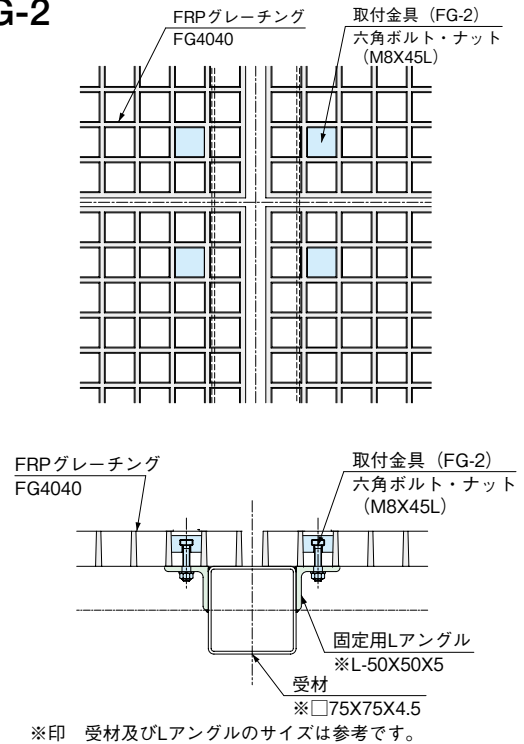 G-2
FRPグレーチング
FG4040
取付金具（FG-2）
六角ボルト・ナット
（M8X45L）
FRPグレーチング
FG4040
取付金具（FG-2）
六角ボルト・ナット
（M8X45L）
固定用Lアングル
※L-50X50X5
受材
※□75X75X4.5
※印　受材及びLアングルのサイズは参考です。